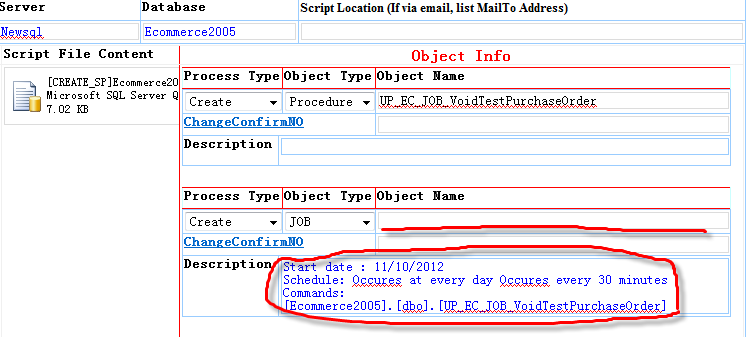 Server Database Script Location (If via email, list MailTo Address)
Newsql Ecommerce2005
Script File Content
[CREATE_SP]Ecommerce20
Microsoft SQL Server Q
7.02 KB
Object Info
Process Type Object Type Object Name
Create Procedure UP_EC_JOB_VoidTestPurchaseOrder
ChangeConfirmNO
Description
Process Type Object Type Object Name
Create JOB
ChangeConfirmNO
Description
Start date : 11/10/2012
Schedule: Occures at every day Occures every 30 minutes
Commands:
[Ecommerce2005].[dbo].[UP_EC_JOB_VoidTestPurchaseOrder]